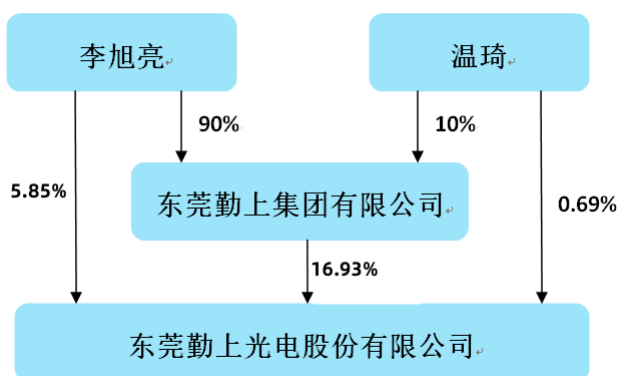 李旭亮
温琦
90%
10%
5.85%
东莞勤上集团有限公司
0.69%
16.93%
东莞勤上光电股份有限公司